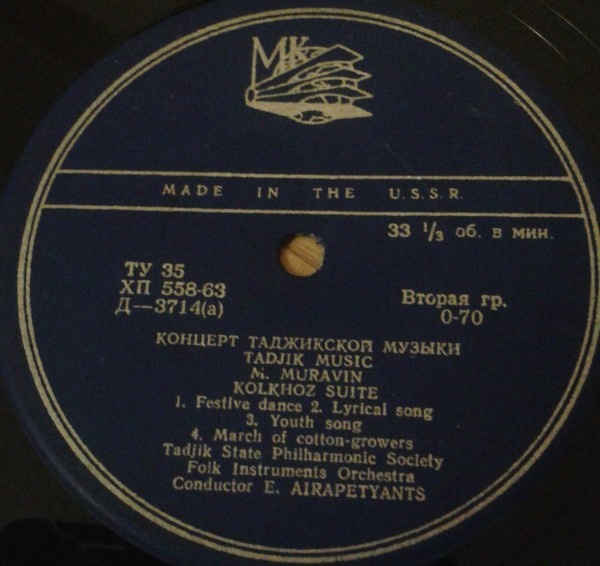 МК
MADE IN THE U.S.S.R.
33 1/3 об. в мин.
ТУ 35
ХП 558-63
Д—3714(а)
Вторая гр.
0-70
КОНЦЕРТ ТАДЖИКСКОЙ МУЗЫКИ
TADJIK MUSIC
M. MURAVIN
KOLKHOZ SUITE
1. Festive dance 2. Lyrical song
3. Youth song
4. March of cotton-growers
Tadjik State Philharmonic Society
Folk Instruments Orchestra
Conductor E. AIRAPETYANTS